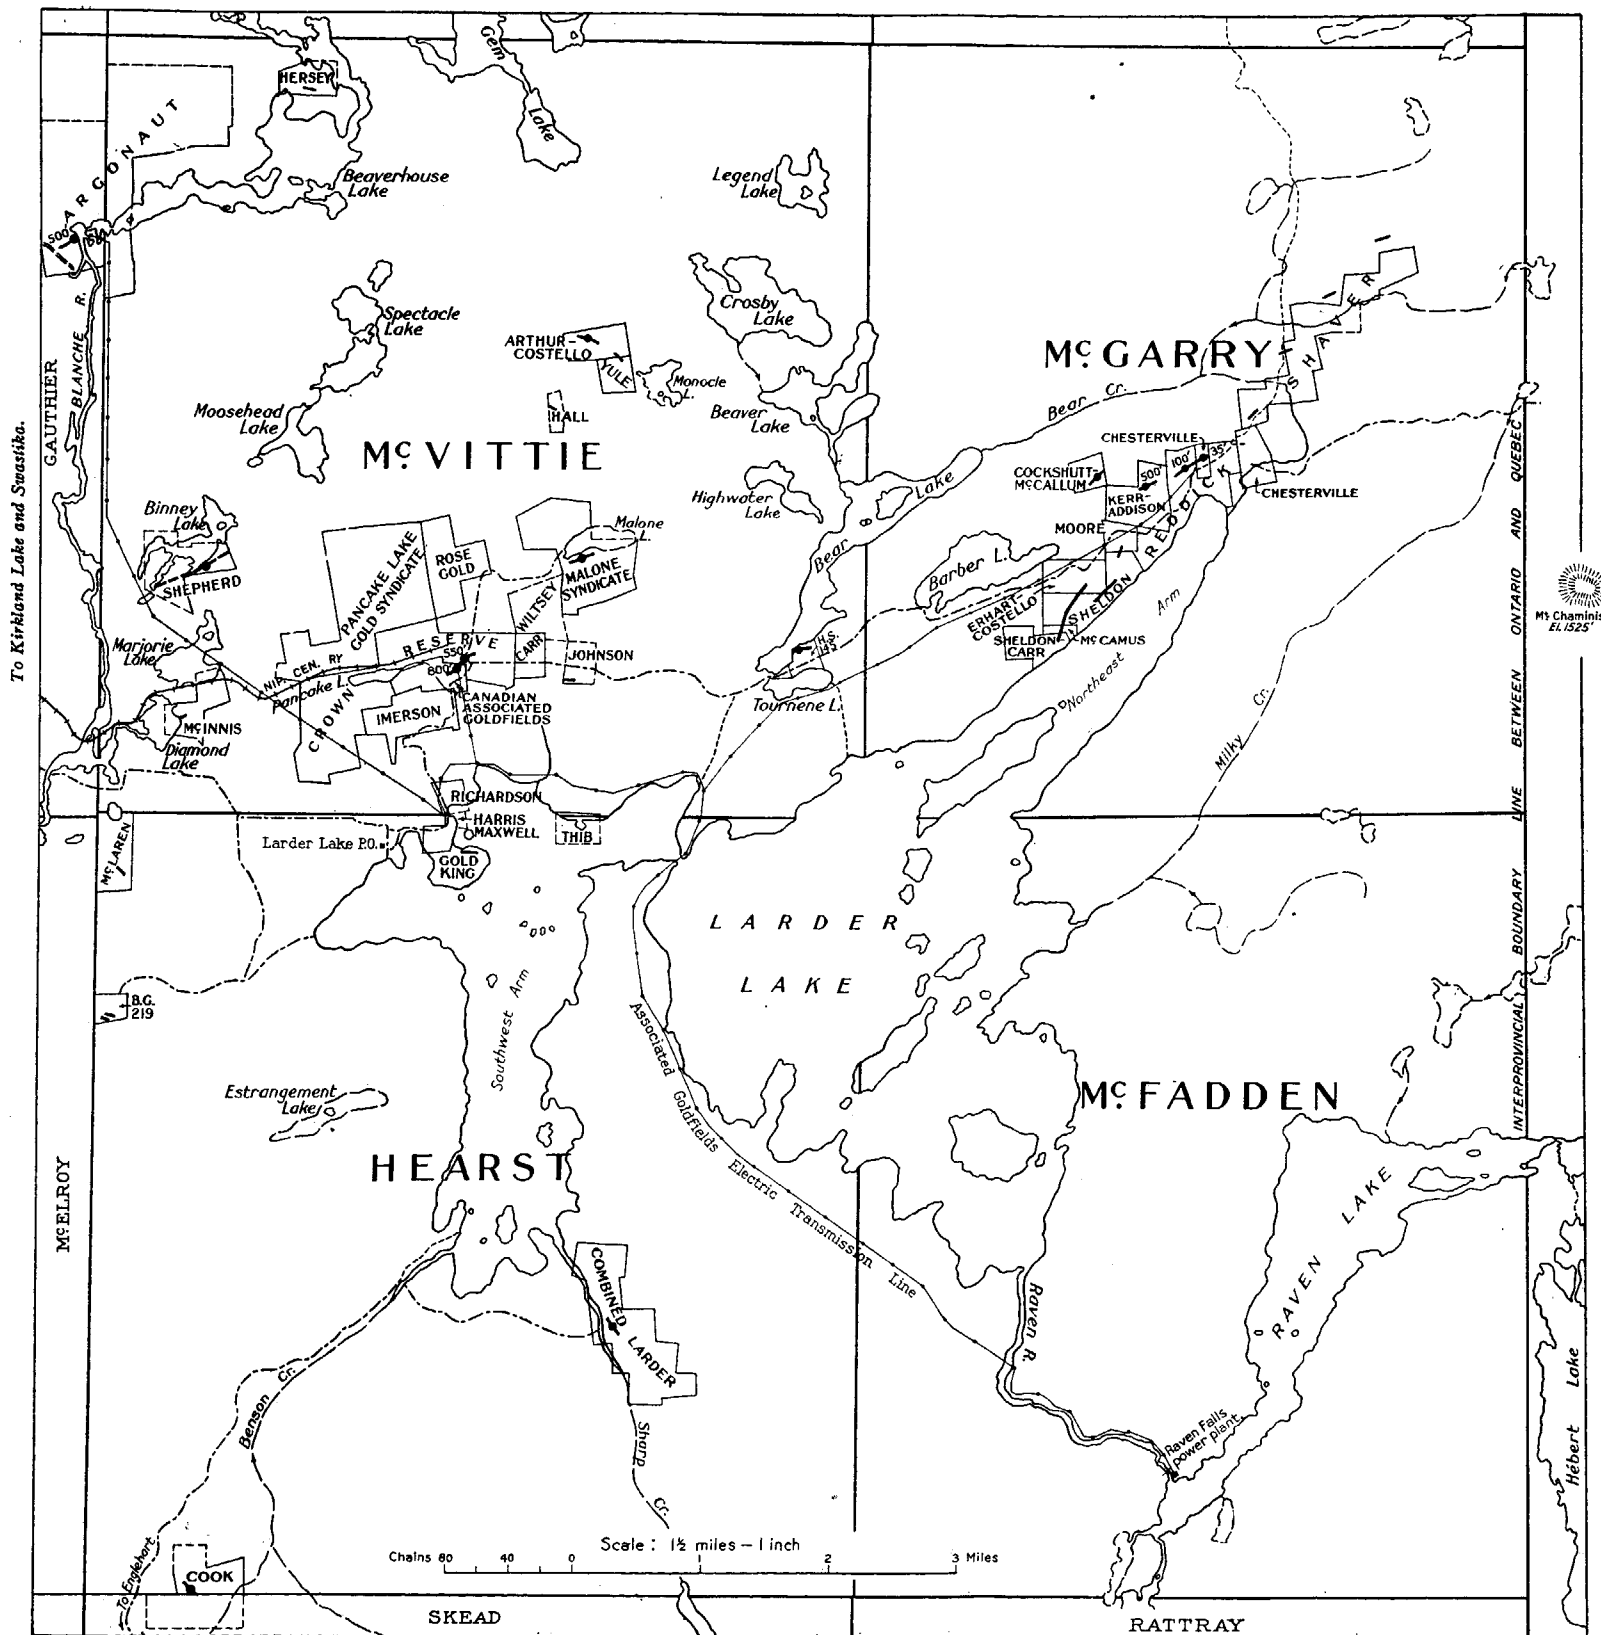 Gem
Lake
HERSEY
ARGONAUT
500'
Beaverhouse
Lake
Legend
Lake
BLANCHE R.
GAUTHIER
To Kirkland Lake and Swastika.
Spectacle
Lake
Crosby
Lake
ARTHUR-
COSTELLO
YULE
Monocle
L.
HALL
Moosehead
Lake
Beaver
Lake
McVITTIE
McGARRY
SHAVER
Bear Cr.
CHESTERVILLE
COCKSHUTT-
McCALLUM
500'
100'
35'
KERR-
ADDISON
CHESTERVILLE
MOORE
REDDICK
Binney
Lake
SHEPHERD
Highwater
Lake
Bear Lake
Malone
L.
PANCAKE LAKE
GOLD SYNDICATE
ROSE
GOLD
WILTSEY
MALONE
SYNDICATE
Barber L.
ERHART-
COSTELLO
SHELDON
SHELDON
CARR
McCAMUS
Northeast Arm
Mt. Chaminis
El. 1525'
Marjorie
Lake
NIP. CEN. RY
CROWN RESERVE
Pancake L.
550'
800'
CARR
JOHNSON
H.S.
145
Tournene L.
CANADIAN
ASSOCIATED
GOLDFIELDS
IMERSON
McINNIS
Diamond
Lake
Milky Cr.
INTERPROVINCIAL BOUNDARY LINE BETWEEN ONTARIO AND QUEBEC
RICHARDSON
HARRIS
MAXWELL
THIB.
Larder Lake P.O.
GOLD
KING
McLAREN
LARDER
LAKE
B.G.
219
Southwest Arm
Associated Goldfields Electric Transmission Line
Estrangement
Lake
McFADDEN
HEARST
McELROY
RAVEN LAKE
COMBINED LARDER
Raven R.
Benson Cr.
Sharp Cr.
Raven Falls
power plant
Hébert Lake
To Englehart
COOK
Scale: 1½ miles – 1 inch
Chains 80 40 0 1 2 3 Miles
SKEAD
RATTRAY